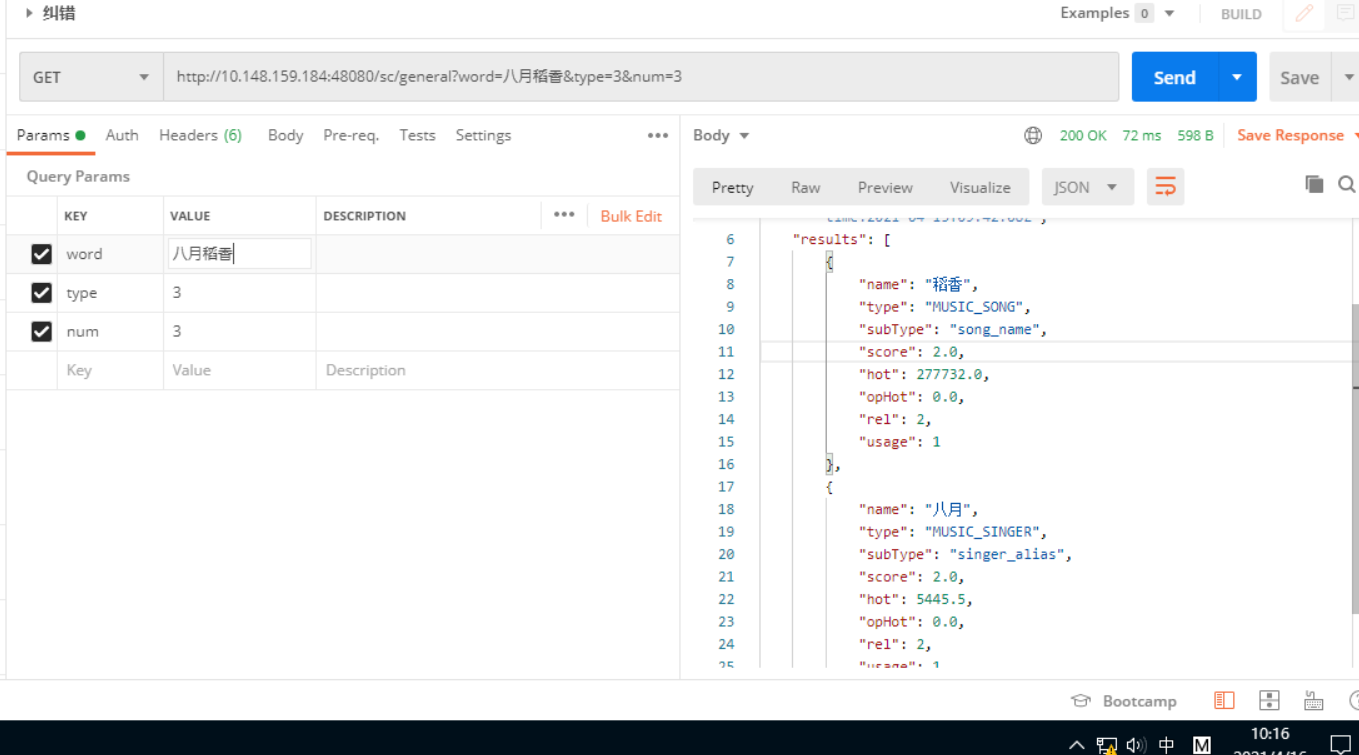 纠错
Examples 0
BUILD
GET
http://10.148.159.184:48080/sc/general?word=八月稻香&type=3&num=3
Send
Save
Params
Auth
Headers (6)
Body
Pre-req.
Tests
Settings
Body
200 OK 72 ms 598 B
Save Response
Query Params
Pretty
Raw
Preview
Visualize
JSON
KEY VALUE DESCRIPTION
Bulk Edit
word 八月稻香
type 3
num 3
Key Value Description
6 "results": [
7 {
8 "name": "稻香",
9 "type": "MUSIC_SONG",
10 "subType": "song_name",
11 "score": 2.0,
12 "hot": 277732.0,
13 "opHot": 0.0,
14 "rel": 2,
15 "usage": 1
16 },
17 {
18 "name": "八月",
19 "type": "MUSIC_SINGER",
20 "subType": "singer_alias",
21 "score": 2.0,
22 "hot": 5445.5,
23 "opHot": 0.0,
24 "rel": 2,
25 "usage": 1
Bootcamp
中
M
10:16
2021/4/16